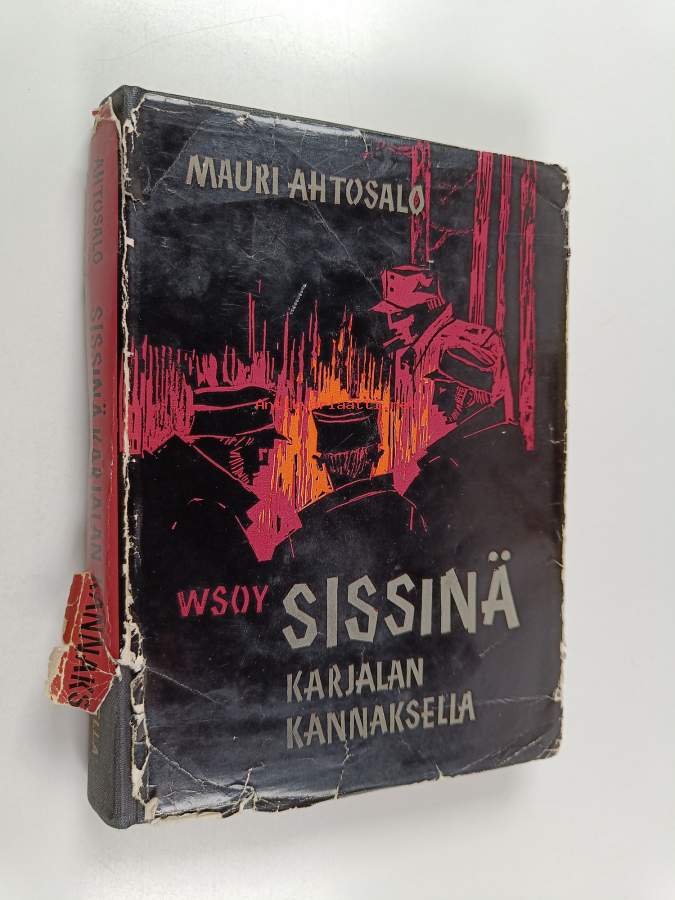 MAURI AHTOSALO
WSOY
SISSINÄ
KARJALAN
KANNAKSELLA
AHTOSALO
SISSINÄ KARJALAN